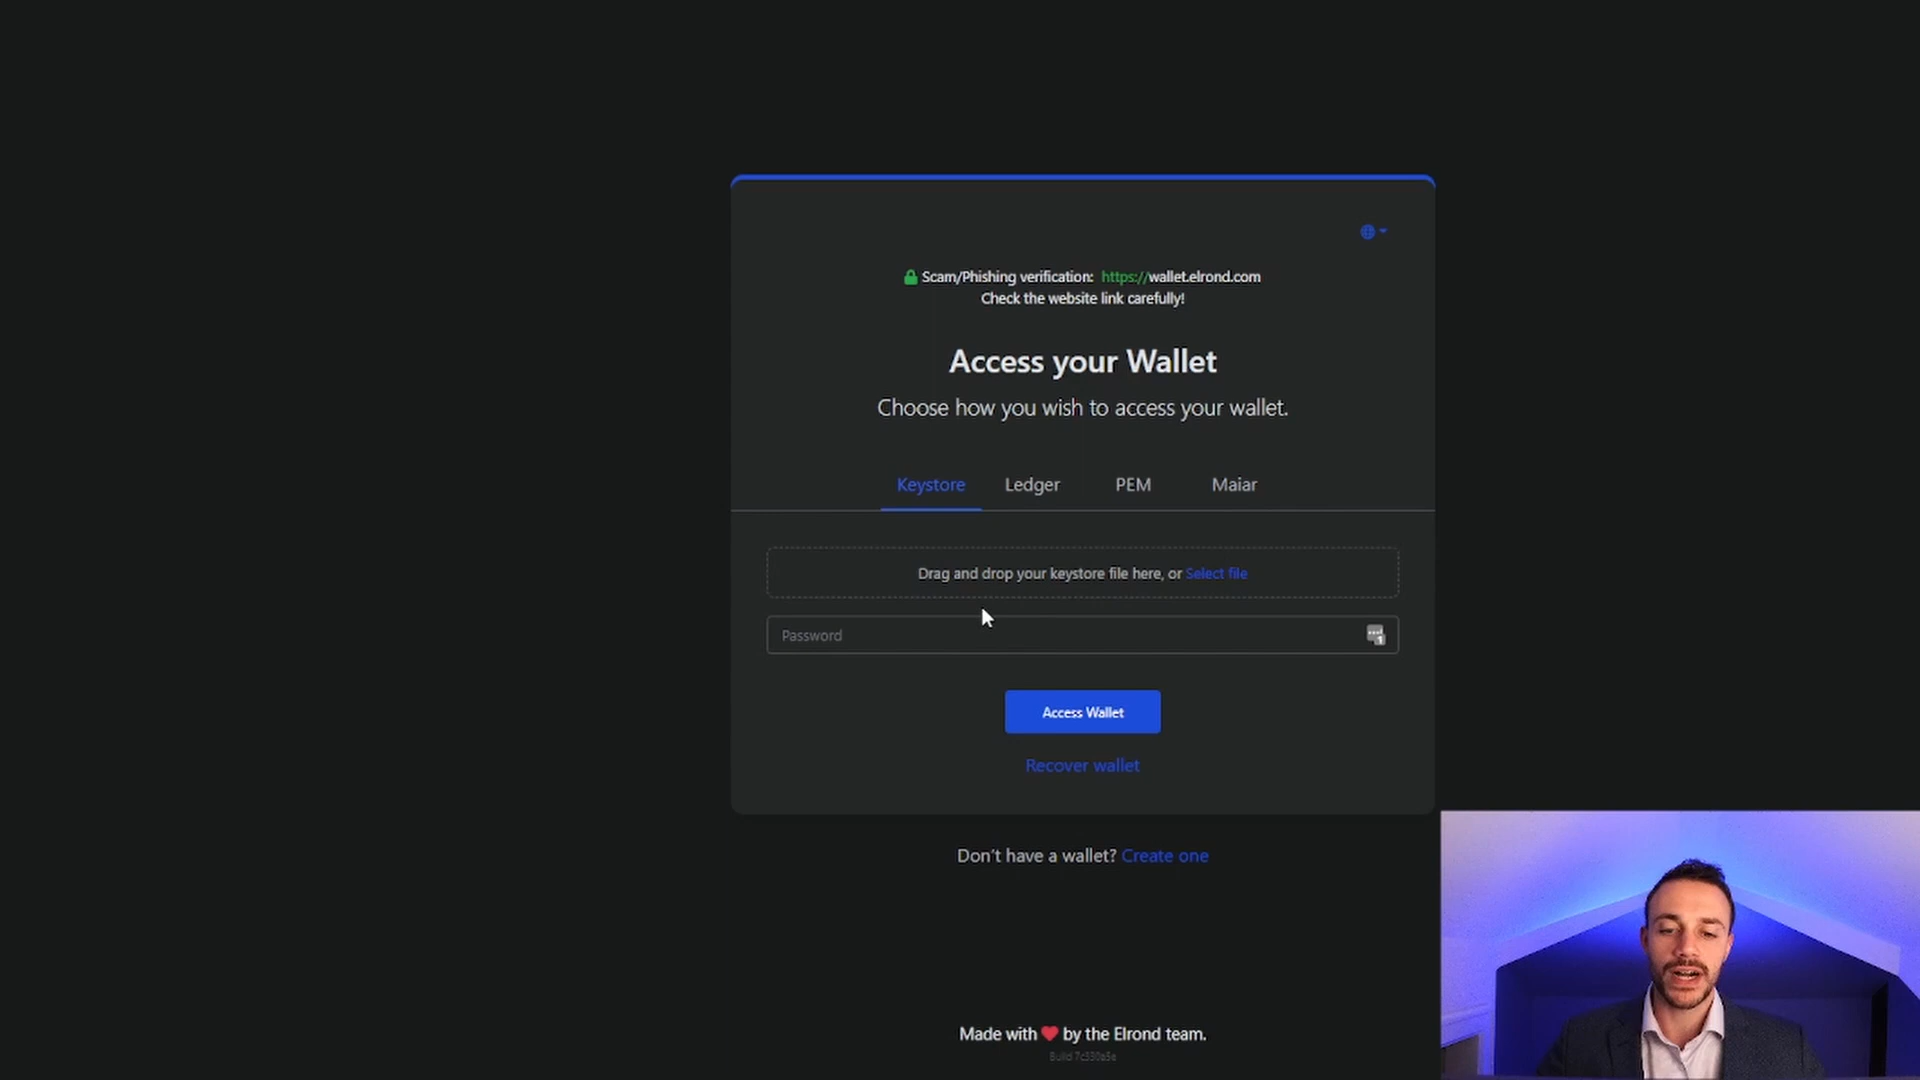 Scam/Phishing verification: https://wallet.elrond.com
Check the website link carefully!
Access your Wallet
Choose how you wish to access your wallet.
Keystore Ledger PEM Maiar
Drag and drop your keystore file here, or Select file
Password
Access Wallet
Recover wallet
Don't have a wallet? Create one
Made with ❤ by the Elrond team.